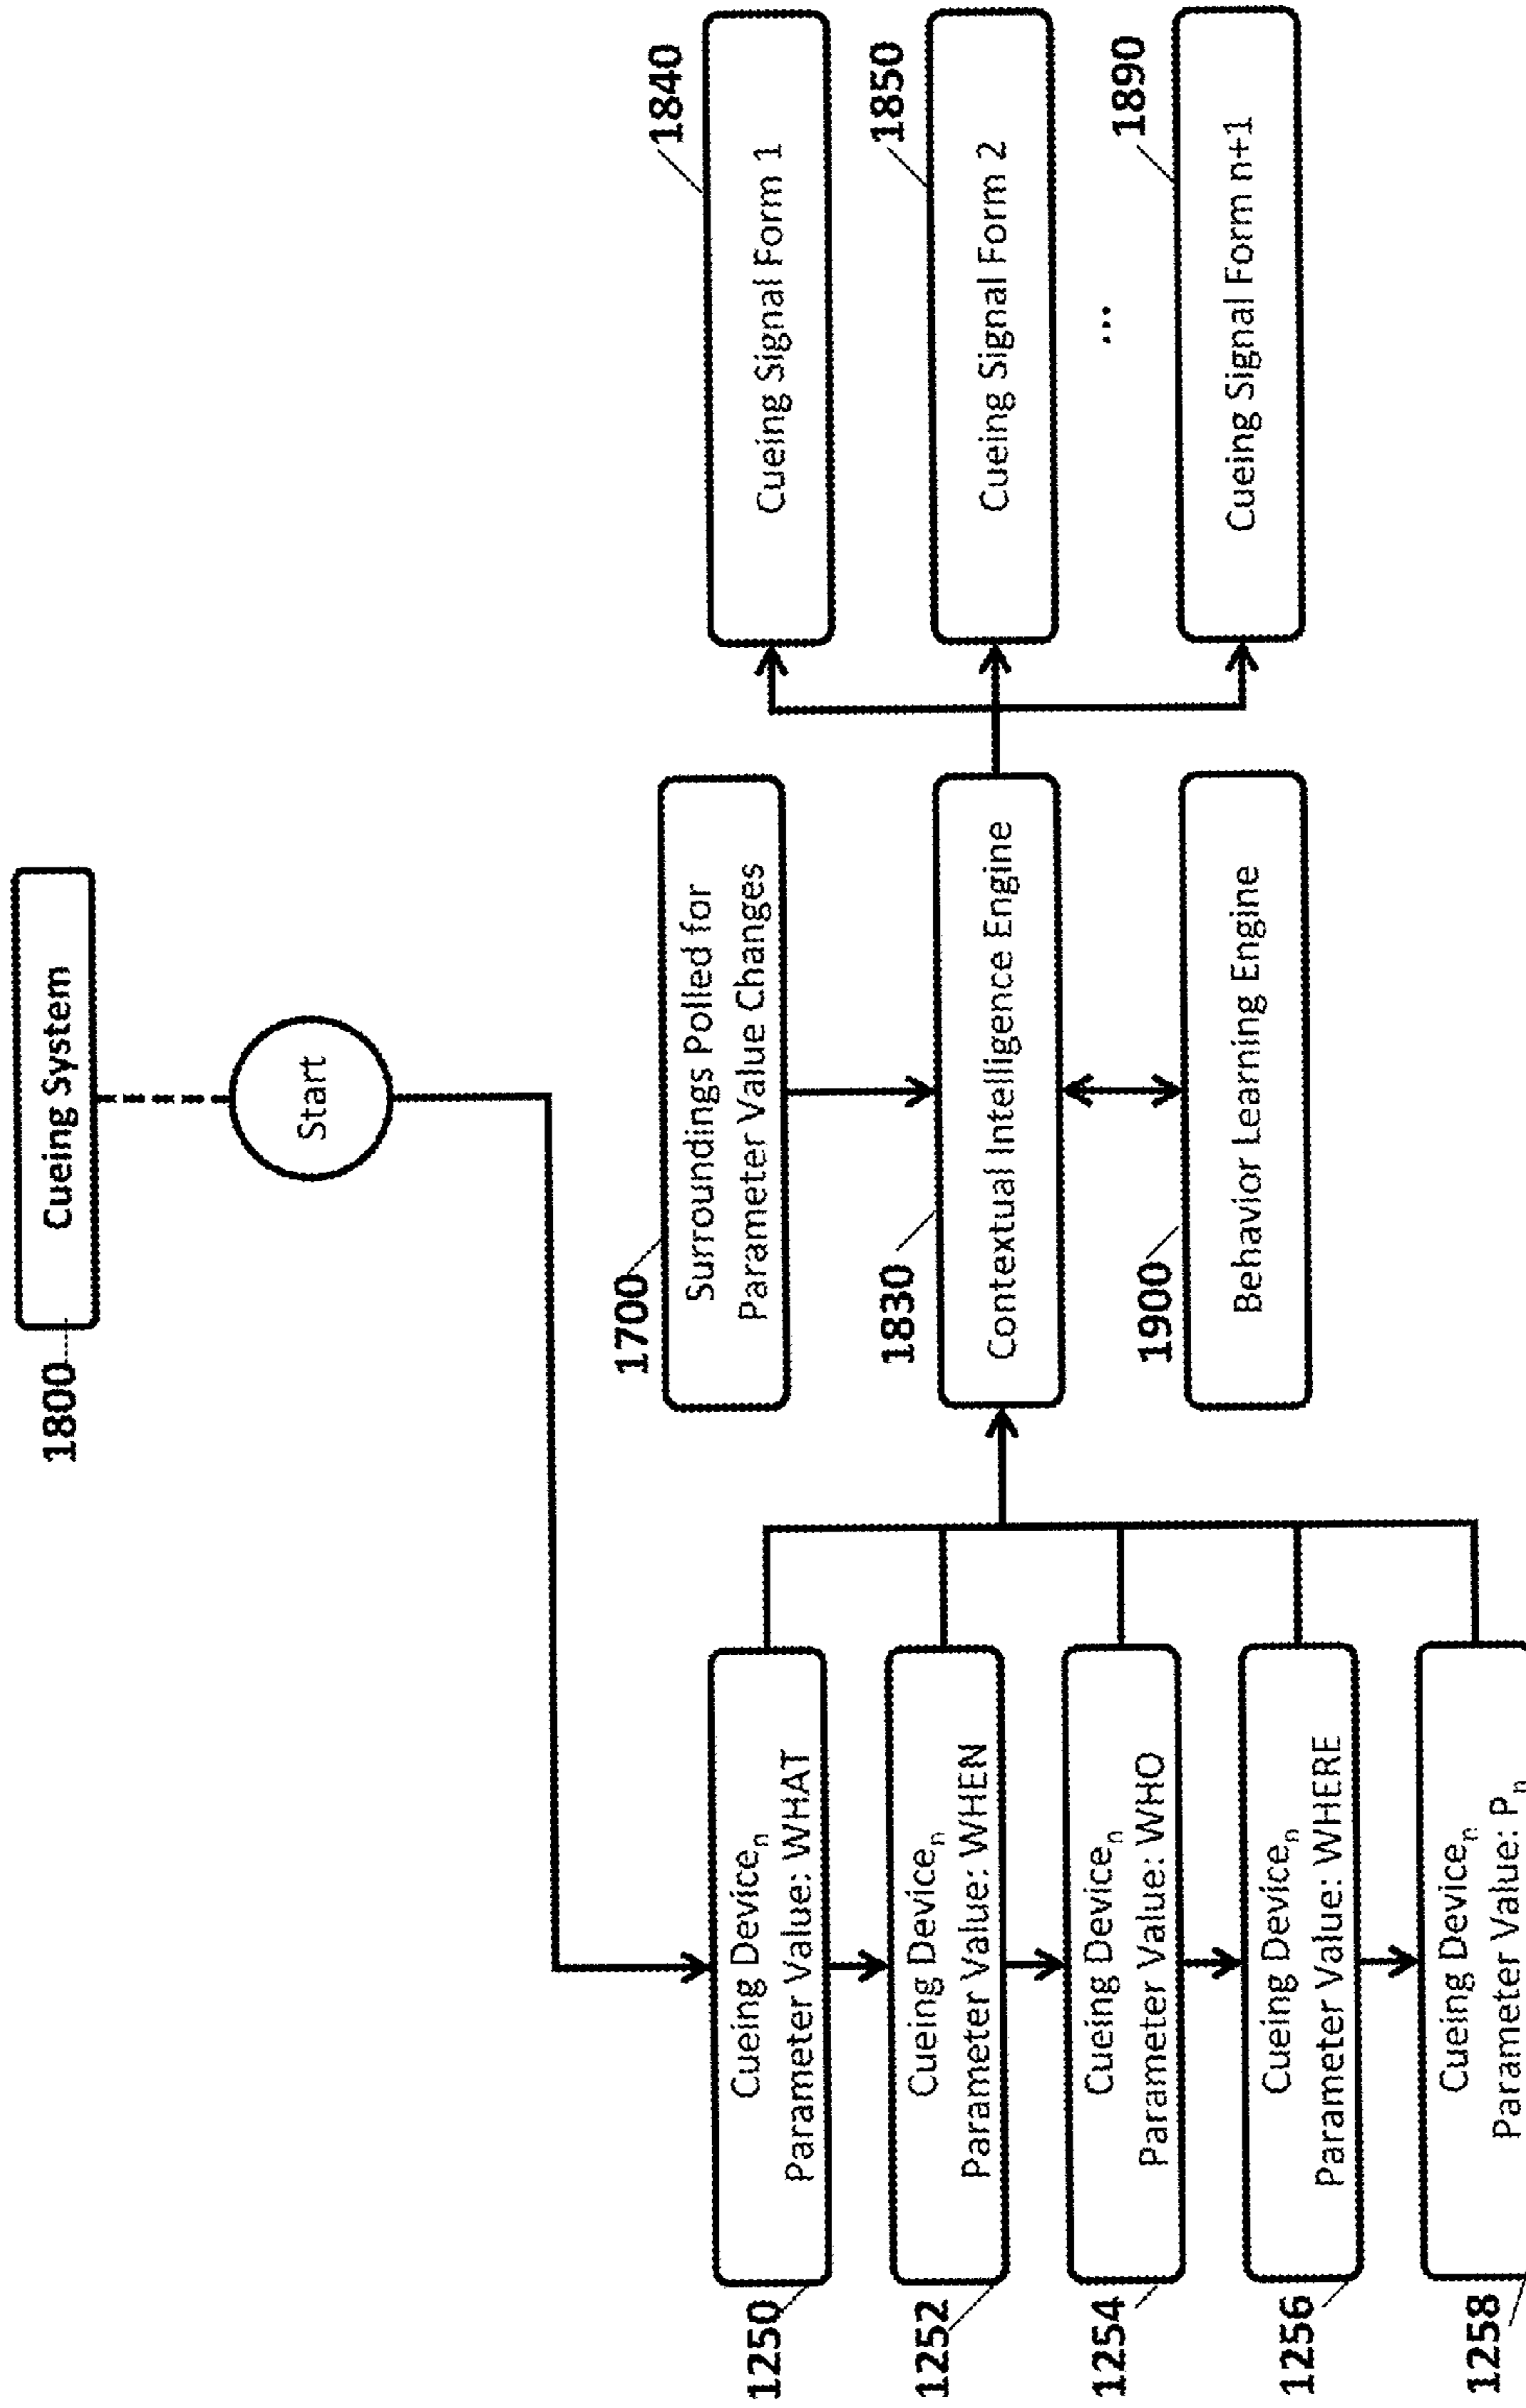 Cueing System
1800
Start
1250
Cueing Deviceₙ
Parameter Value: WHAT
1252
Cueing Deviceₙ
Parameter Value: WHEN
1254
Cueing Deviceₙ
Parameter Value: WHO
1256
Cueing Deviceₙ
Parameter Value: WHERE
1258
Cueing Deviceₙ
Parameter Value: Pₙ
1700
Surroundings Polled for
Parameter Value Changes
1830
Contextual Intelligence Engine
1900
Behavior Learning Engine
1840
Cueing Signal Form 1
1850
Cueing Signal Form 2
...
1890
Cueing Signal Form n+1